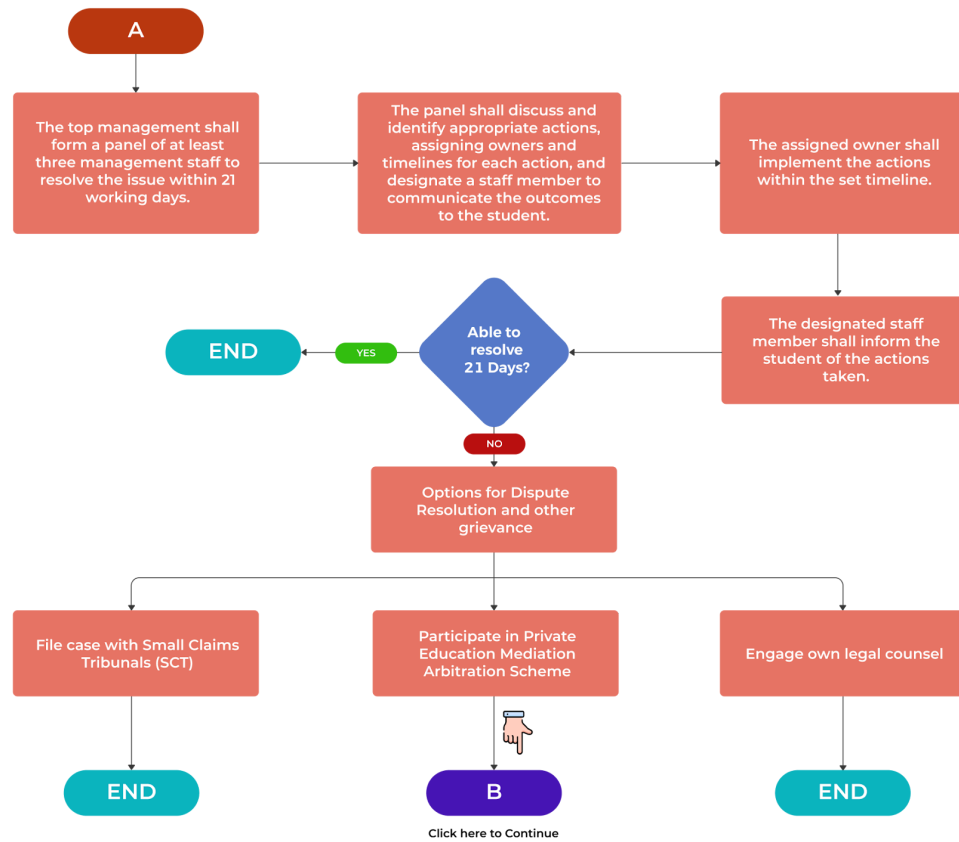 A
The top management shall
form a panel of at least
three management staff to
resolve the issue within 21
working days.
The panel shall discuss and
identify appropriate actions,
assigning owners and
timelines for each action, and
designate a staff member to
communicate the outcomes
to the student.
The assigned owner shall
implement the actions
within the set timeline.
The designated staff
member shall inform the
student of the actions
taken.
Able to
resolve
21 Days?
YES
END
NO
Options for Dispute
Resolution and other
grievance
File case with Small Claims
Tribunals (SCT)
Participate in Private
Education Mediation
Arbitration Scheme
Engage own legal counsel
END
B
END
Click here to Continue